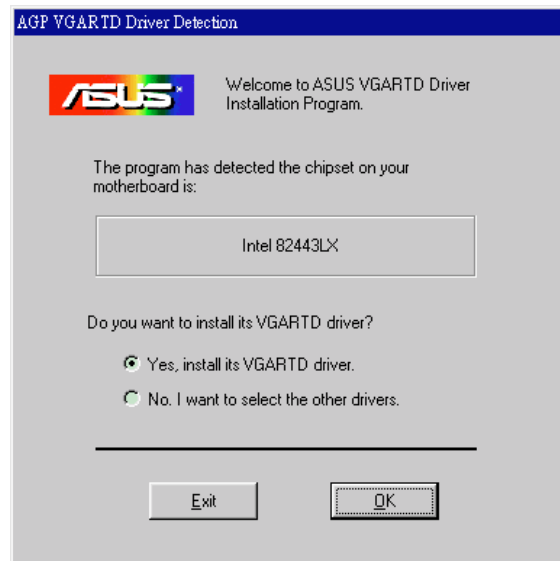 AGP VGARTD Driver Detection
ASUS
Welcome to ASUS VGARTD Driver
Installation Program.
The program has detected the chipset on your
motherboard is:
Intel 82443LX
Do you want to install its VGARTD driver?
Yes, install its VGARTD driver.
No. I want to select the other drivers.
Exit
OK